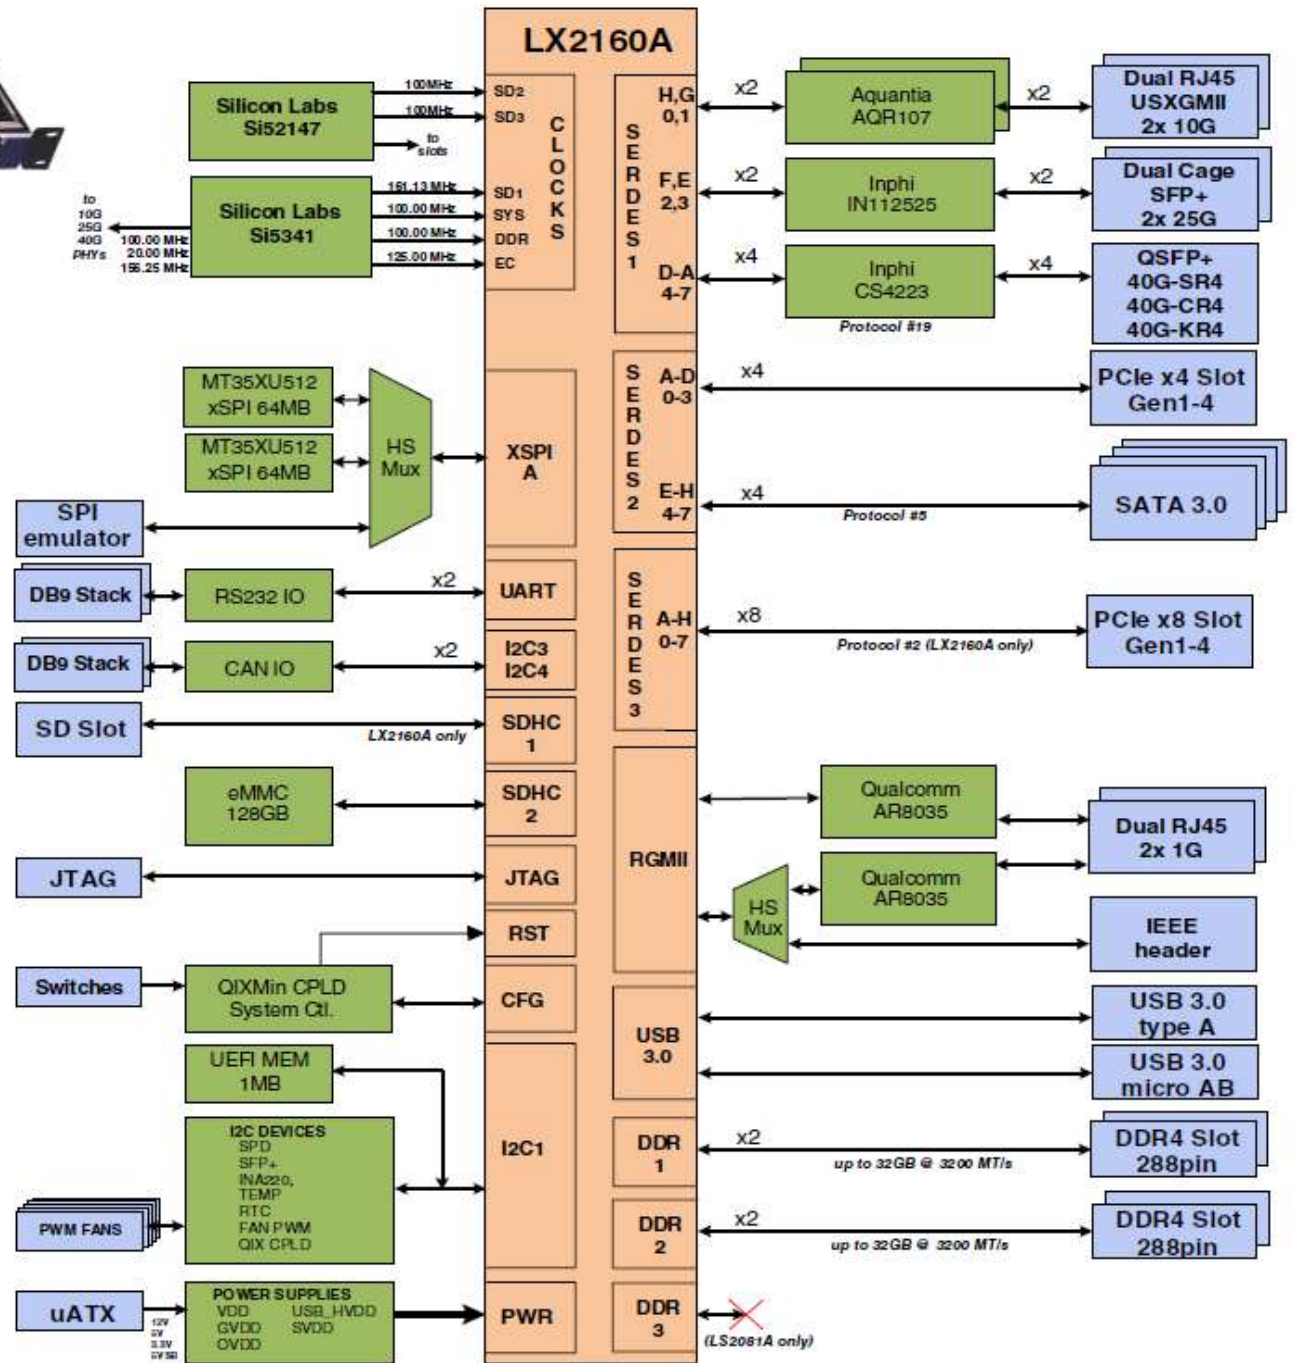 LX2160A
Silicon Labs
Si52147
100MHz
100MHz
to
slots
SD2
SD3
CLOCKS
Silicon Labs
Si5341
161.13 MHz
100.00 MHz
100.00 MHz
125.00 MHz
SD1
SYS
DDR
EC
to
10G
25G
40G
PHYs
100.00 MHz
20.00 MHz
156.25 MHz
SERDES1
H,G
0,1
x2
Aquantia
AQR107
x2
Dual RJ45
USXGMII
2x 10G
F,E
2,3
x2
Inphi
IN112525
x2
Dual Cage
SFP+
2x 25G
D-A
4-7
x4
Inphi
CS4223
x4
Protocol #19
QSFP+
40G-SR4
40G-CR4
40G-KR4
SERDES2
A-D
0-3
x4
PCIe x4 Slot
Gen1-4
E-H
4-7
x4
Protocol #5
SATA 3.0
SERDES3
A-H
0-7
x8
Protocol #2 (LX2160A only)
PCIe x8 Slot
Gen1-4
MT35XU512
xSPI 64MB
MT35XU512
xSPI 64MB
HS
Mux
XSPI
A
SPI
emulator
DB9 Stack
RS232 IO
x2
UART
DB9 Stack
CAN IO
x2
I2C3
I2C4
SD Slot
LX2160A only
SDHC
1
eMMC
128GB
SDHC
2
JTAG
JTAG
RST
Switches
QIXMin CPLD
System Ctl.
CFG
UEFI MEM
1MB
I2C DEVICES
SPD
SFP+
INA220,
TEMP
RTC
FAN PWM
QIX CPLD
I2C1
PWM FANS
uATX
12V
5V
3.3V
5VSB
POWER SUPPLIES
VDD USB_HVDD
GVDD SVDD
OVDD
PWR
RGMII
Qualcomm
AR8035
Qualcomm
AR8035
HS
Mux
Dual RJ45
2x 1G
IEEE
header
USB
3.0
USB 3.0
type A
USB 3.0
micro AB
DDR
1
x2
up to 32GB @ 3200 MT/s
DDR4 Slot
288pin
DDR
2
x2
up to 32GB @ 3200 MT/s
DDR4 Slot
288pin
DDR
3
(LS2081A only)